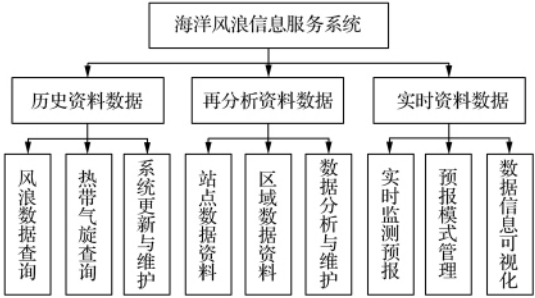 海洋风浪信息服务系统
历史资料数据
再分析资料数据
实时资料数据
风浪数据查询
热带气旋查询
系统更新与维护
站点数据资料
区域数据资料
数据分析与维护
实时监测预报
预报模式管理
数据信息可视化